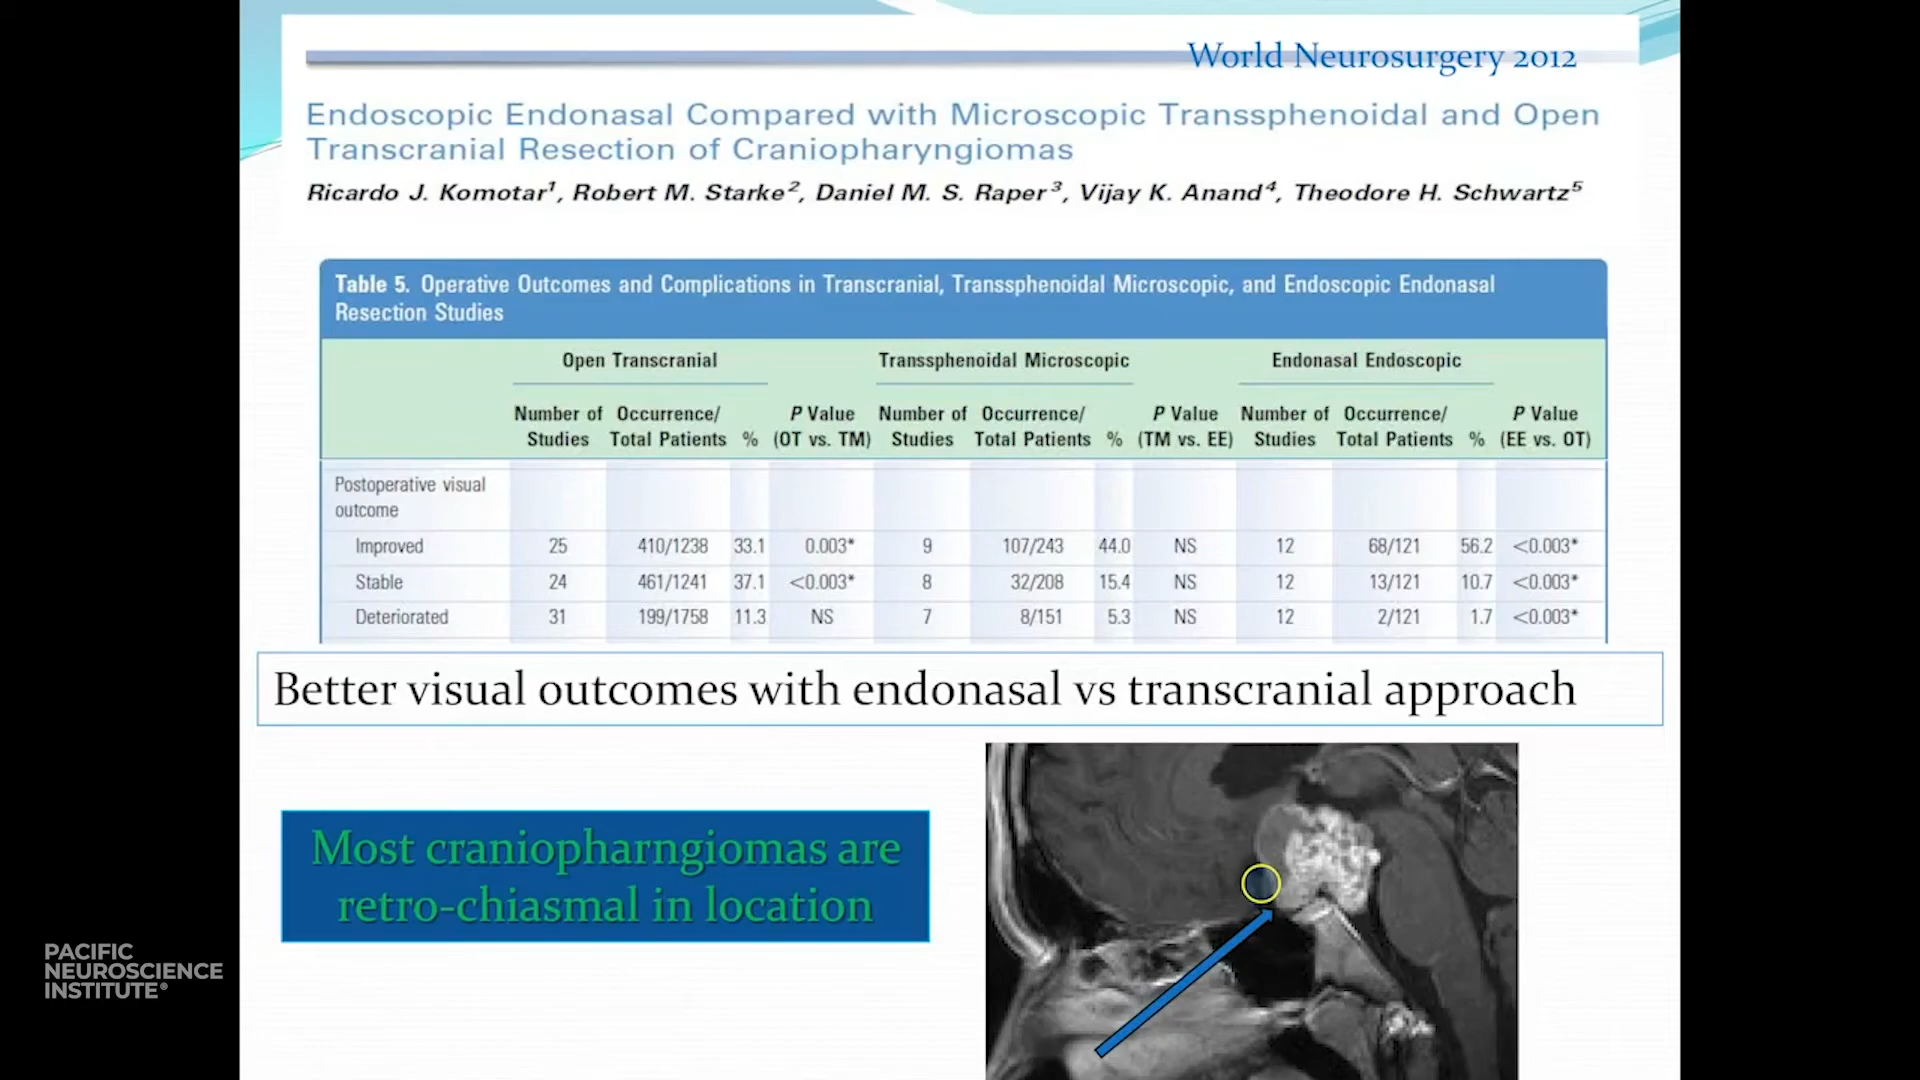 World Neurosurgery 2012
Endoscopic Endonasal Compared with Microscopic Transsphenoidal and Open
Transcranial Resection of Craniopharyngiomas
Ricardo J. Komotar1, Robert M. Starke2, Daniel M. S. Raper3, Vijay K. Anand4, Theodore H. Schwartz5
Table 5. Operative Outcomes and Complications in Transcranial, Transsphenoidal Microscopic, and Endoscopic Endonasal
Resection Studies
Open Transcranial Transsphenoidal Microscopic Endonasal Endoscopic
Number of Occurrence/ P Value Number of Occurrence/ P Value Number of Occurrence/ P Value
Studies Total Patients % (OT vs. TM) Studies Total Patients % (TM vs. EE) Studies Total Patients % (EE vs. OT)
Postoperative visual
outcome
Improved 25 410/1238 33.1 0.003* 9 107/243 44.0 NS 12 68/121 56.2 <0.003*
Stable 24 461/1241 37.1 <0.003* 8 32/208 15.4 NS 12 13/121 10.7 <0.003*
Deteriorated 31 199/1758 11.3 NS 7 8/151 5.3 NS 12 2/121 1.7 <0.003*
Better visual outcomes with endonasal vs transcranial approach
Most craniopharngiomas are
retro-chiasmal in location
PACIFIC
NEUROSCIENCE
INSTITUTE®